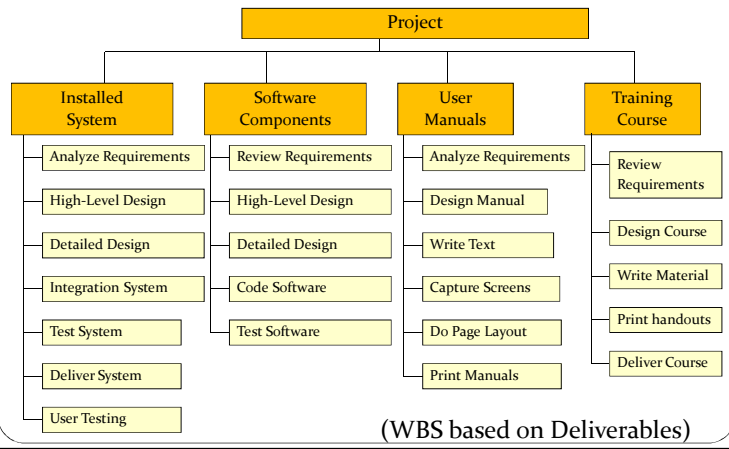 Project
Installed
System
Analyze Requirements
High-Level Design
Detailed Design
Integration System
Test System
Deliver System
User Testing
Software
Components
Review Requirements
High-Level Design
Detailed Design
Code Software
Test Software
User
Manuals
Analyze Requirements
Design Manual
Write Text
Capture Screens
Do Page Layout
Print Manuals
Training
Course
Review
Requirements
Design Course
Write Material
Print handouts
Deliver Course
(WBS based on Deliverables)